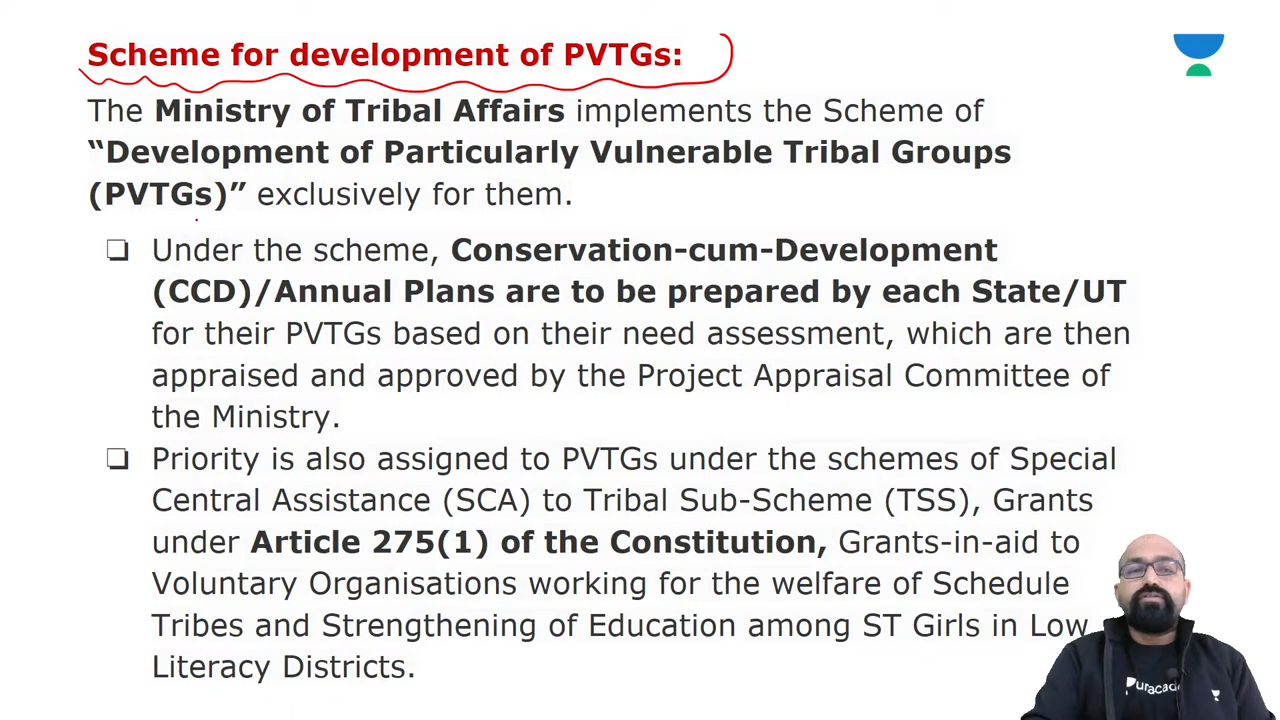 Scheme for development of PVTGs:
The Ministry of Tribal Affairs implements the Scheme of
“Development of Particularly Vulnerable Tribal Groups
(PVTGs)” exclusively for them.
❑ Under the scheme, Conservation-cum-Development
(CCD)/Annual Plans are to be prepared by each State/UT
for their PVTGs based on their need assessment, which are then
appraised and approved by the Project Appraisal Committee of
the Ministry.
❑ Priority is also assigned to PVTGs under the schemes of Special
Central Assistance (SCA) to Tribal Sub-Scheme (TSS), Grants
under Article 275(1) of the Constitution, Grants-in-aid to
Voluntary Organisations working for the welfare of Schedule
Tribes and Strengthening of Education among ST Girls in Low
Literacy Districts.